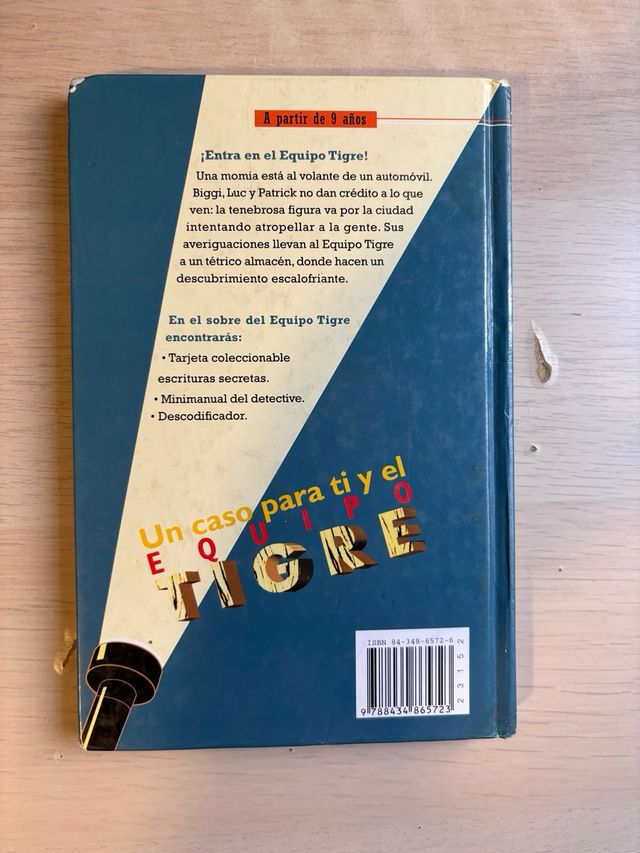 A partir de 9 años
¡Entra en el Equipo Tigre!
Una momia está al volante de un automóvil.
Biggi, Luc y Patrick no dan crédito a lo que
ven: la tenebrosa figura va por la ciudad
intentando atropellar a la gente. Sus
averiguaciones llevan al Equipo Tigre
a un tétrico almacén, donde hacen un
descubrimiento escalofriante.
En el sobre del Equipo Tigre
encontrarás:
• Tarjeta coleccionable
escrituras secretas.
• Minimanual del detective.
• Descodificador.
Un caso para ti y el
EQUIPO
TIGRE
ISBN 84-348-6572-6
23152
9 788434 865723